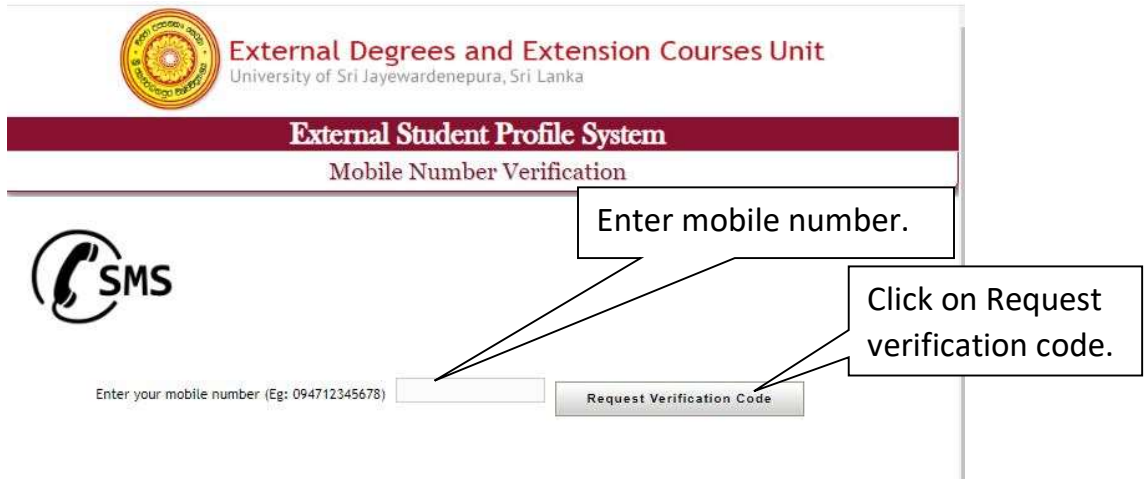 External Degrees and Extension Courses Unit
University of Sri Jayewardenepura, Sri Lanka
External Student Profile System
Mobile Number Verification
Enter mobile number.
SMS
Click on Request
verification code.
Enter your mobile number (Eg: 094712345678)
Request Verification Code